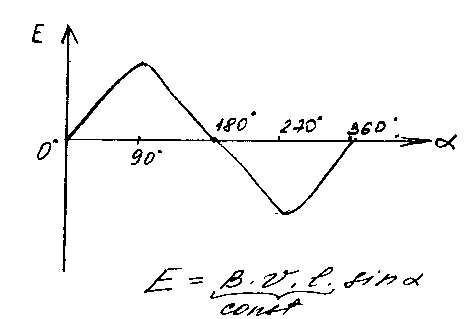 E
180° 270° 360°
0° 90° α
E = B · v · l · sin α
const